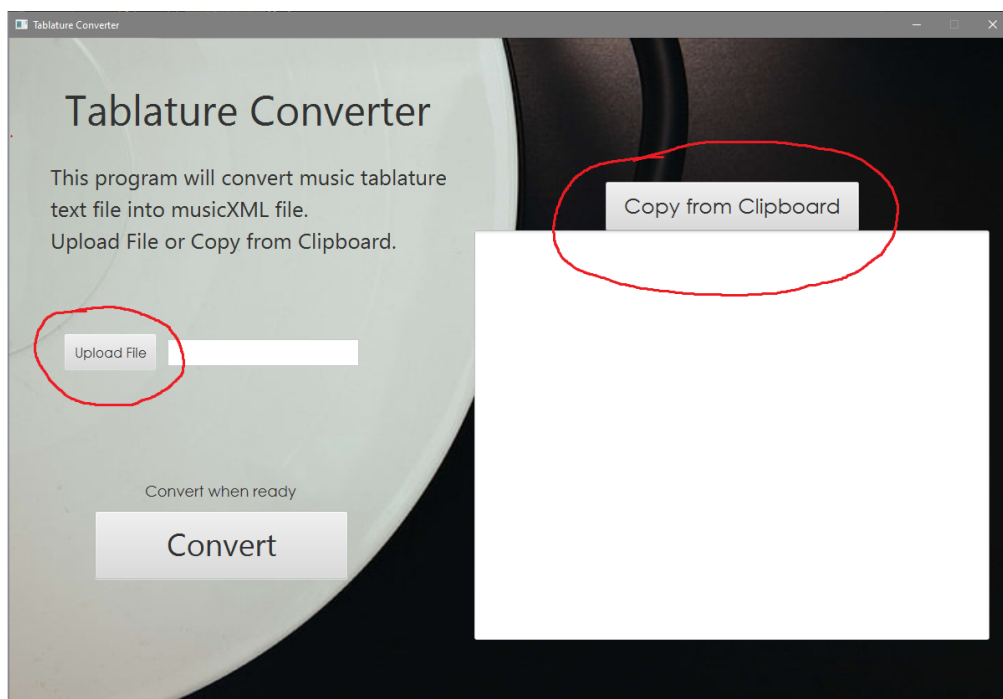 Tablature Converter
Tablature Converter
This program will convert music tablature
text file into musicXML file.
Upload File or Copy from Clipboard.
Copy from Clipboard
Upload File
Convert when ready
Convert